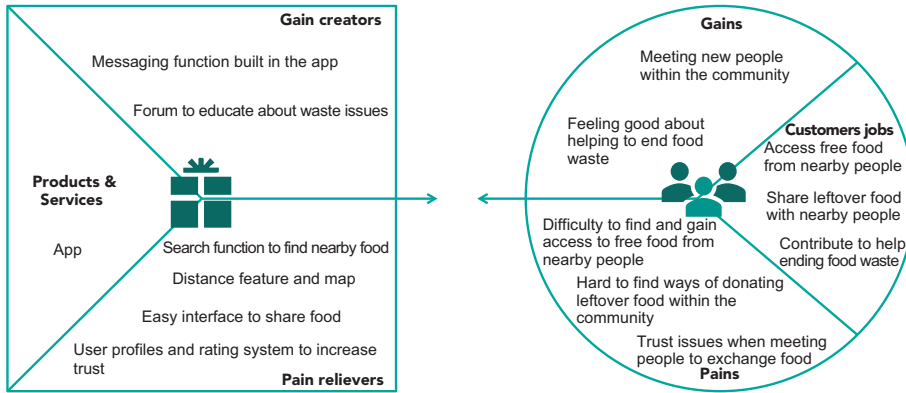 Gain creators
Messaging function built in the app
Forum to educate about waste issues
Products &
Services
App
Search function to find nearby food
Distance feature and map
Easy interface to share food
User profiles and rating system to increase
trust
Pain relievers
Gains
Meeting new people
within the community
Feeling good about
helping to end food
waste
Customers jobs
Access free food
from nearby people
Share leftover food
with nearby people
Contribute to help
ending food waste
Difficulty to find and gain
access to free food from
nearby people
Hard to find ways of donating
leftover food within the
community
Trust issues when meeting
people to exchange food
Pains